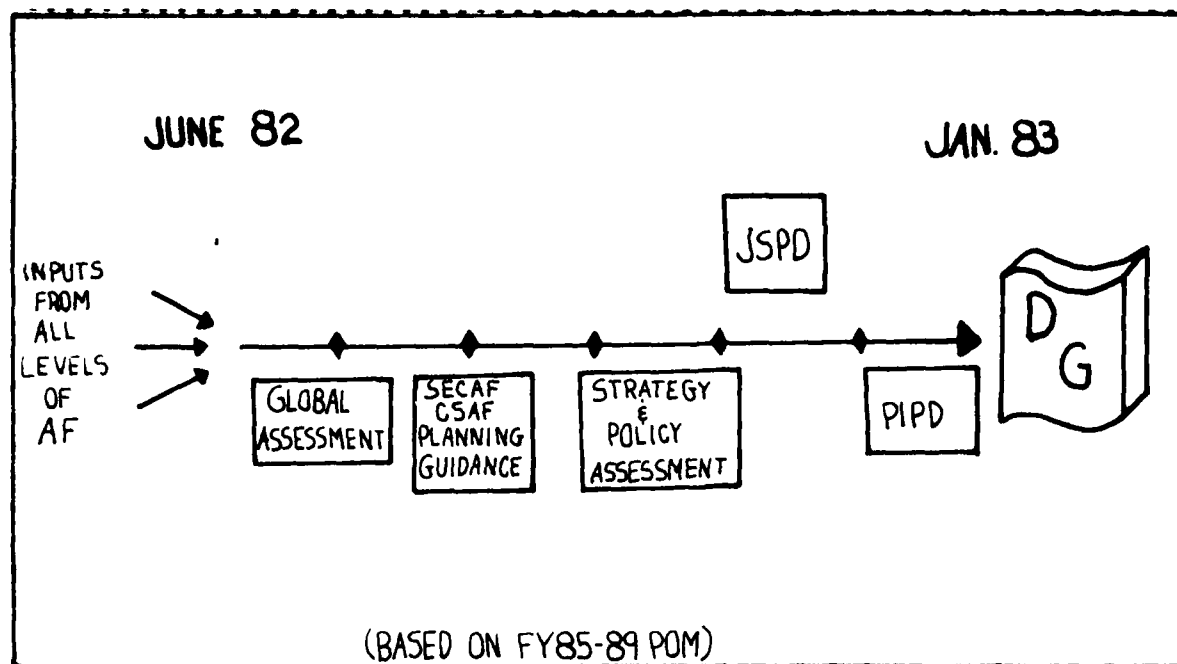 JUNE 82
JAN. 83
INPUTS
FROM
ALL
LEVELS
OF
AF
GLOBAL
ASSESSMENT
SECAF
CSAF
PLANNING
GUIDANCE
STRATEGY
&
POLICY
ASSESSMENT
JSPD
PIPD
D
G
(BASED ON FY85-89 POM)